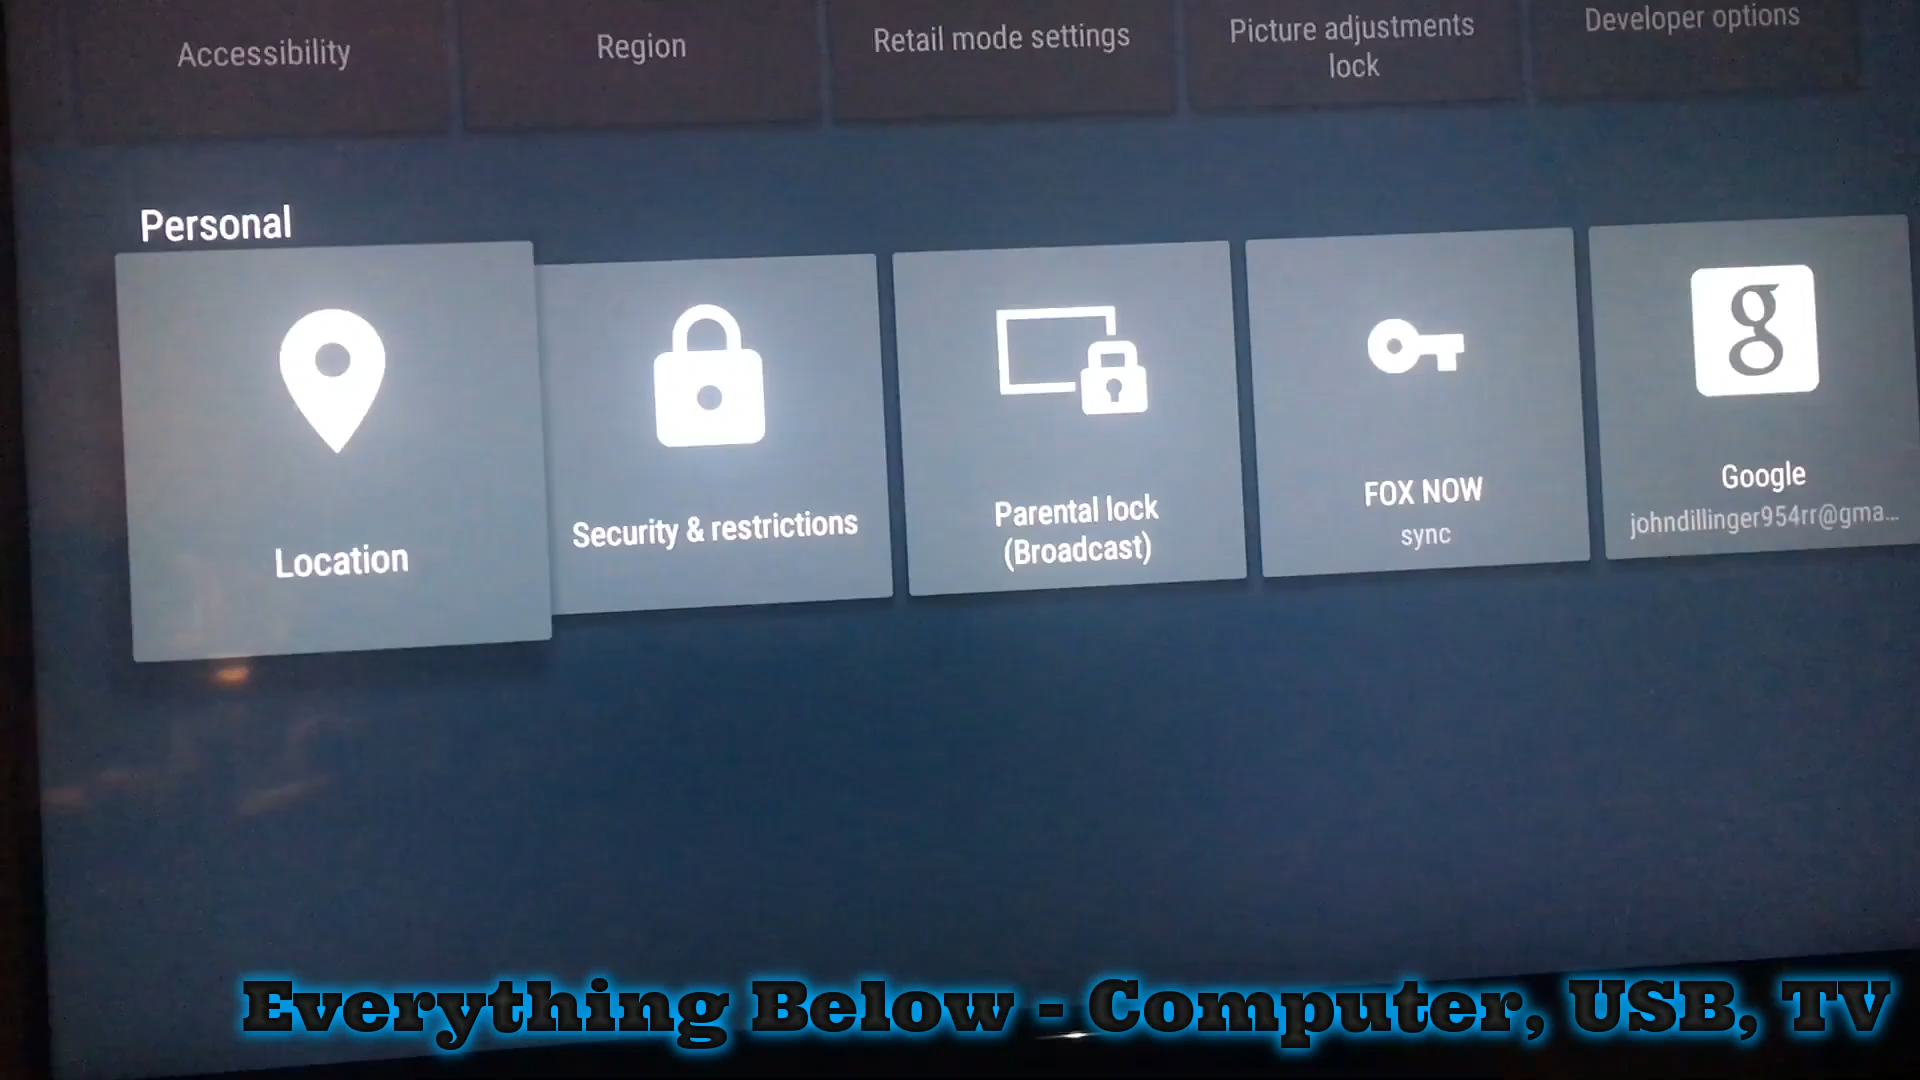 Accessibility
Region
Retail mode settings
Picture adjustments
lock
Developer options
Personal
Location
Security & restrictions
Parental lock
(Broadcast)
FOX NOW
sync
g
Google
johndillinger954rr@gma...
Everything Below - Computer, USB, TV